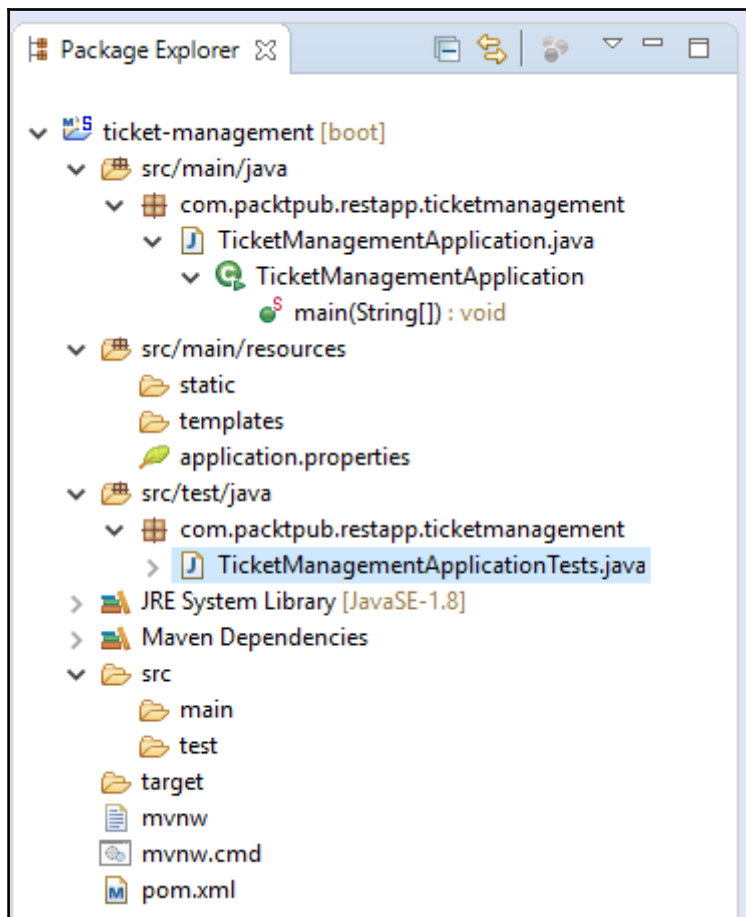 Package Explorer
ticket-management [boot]
src/main/java
com.packtpub.restapp.ticketmanagement
TicketManagementApplication.java
TicketManagementApplication
main(String[]) : void
src/main/resources
static
templates
application.properties
src/test/java
com.packtpub.restapp.ticketmanagement
TicketManagementApplicationTests.java
JRE System Library [JavaSE-1.8]
Maven Dependencies
src
main
test
target
mvnw
mvnw.cmd
pom.xml